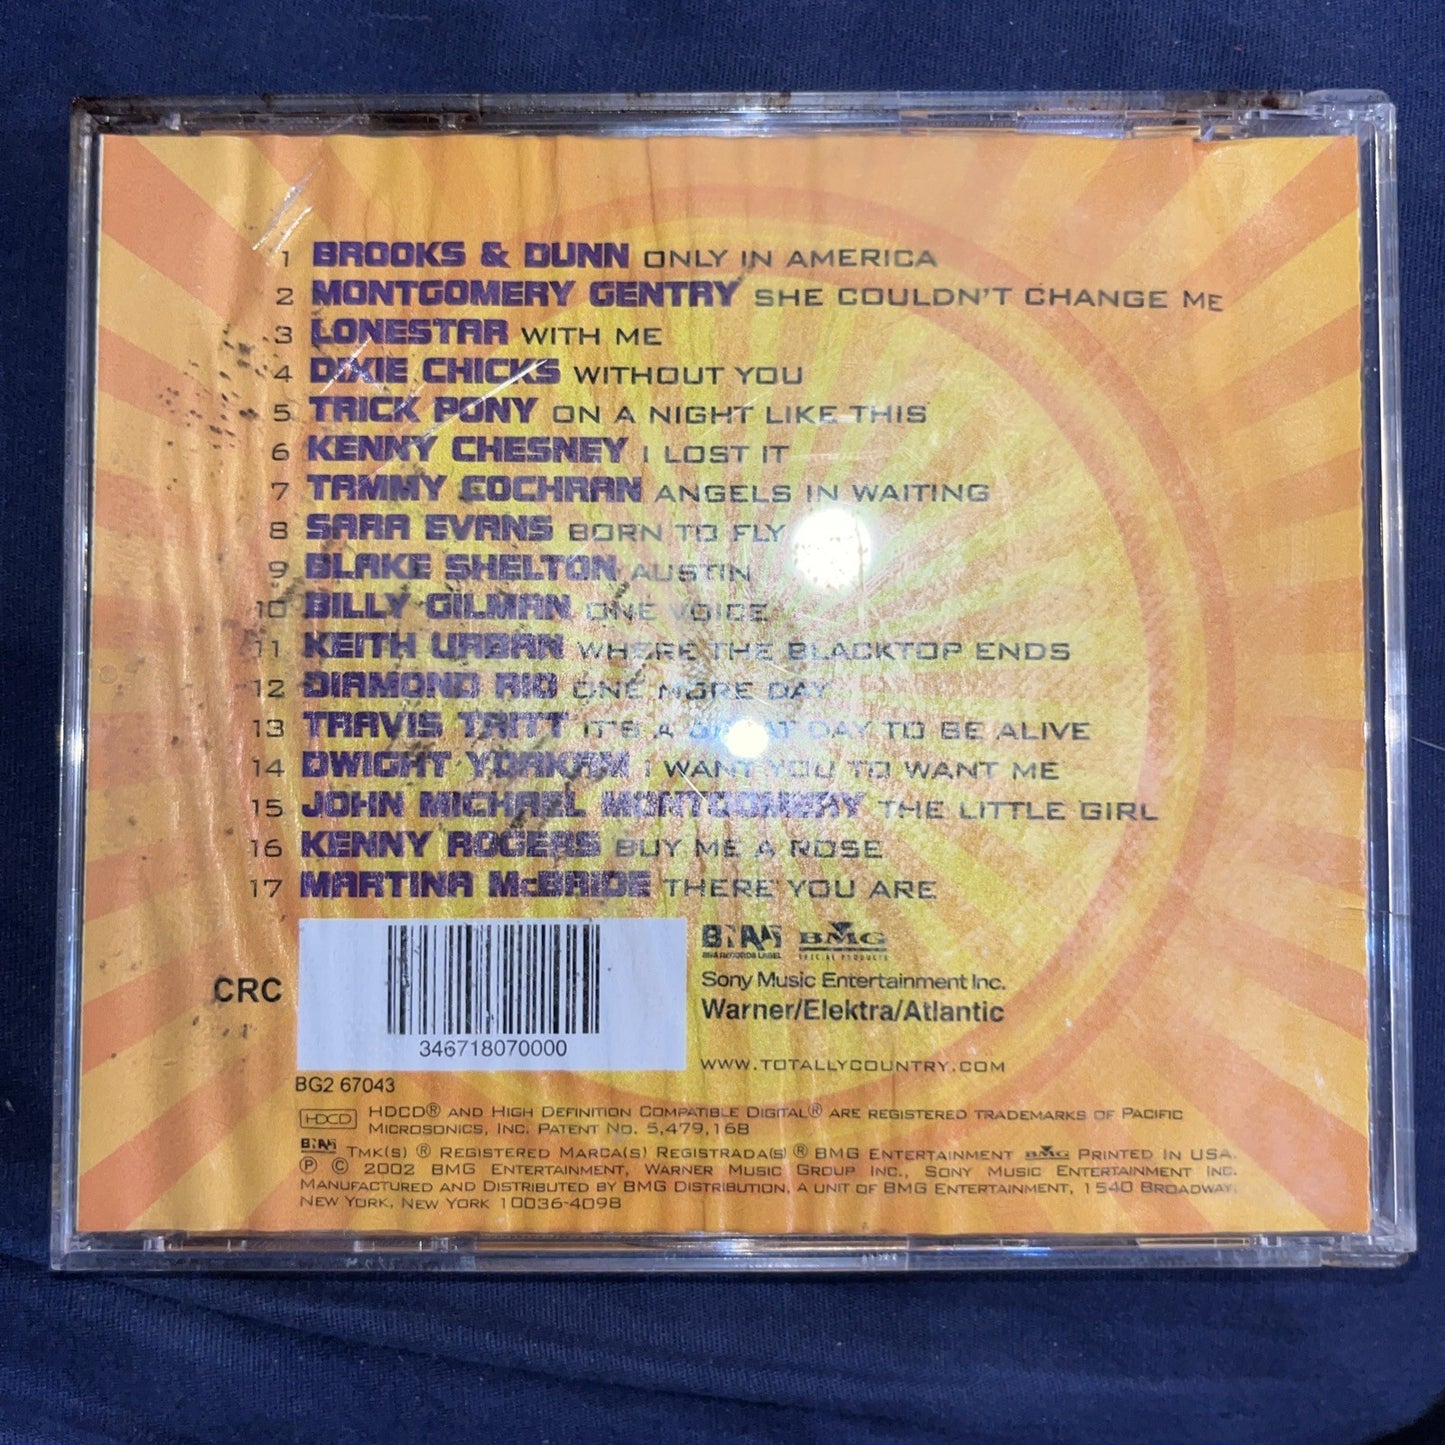 1 BROOKS & DUNN ONLY IN AMERICA
2 MONTGOMERY GENTRY SHE COULDN'T CHANGE ME
3 LONESTAR WITH ME
4 DIXIE CHICKS WITHOUT YOU
5 TRICK PONY ON A NIGHT LIKE THIS
6 KENNY CHESNEY I LOST IT
7 TAMMY COCHRAN ANGELS IN WAITING
8 SARA EVANS BORN TO FLY
9 BLAKE SHELTON AUSTIN
10 BILLY GILMAN ONE VOICE
11 KEITH URBAN WHERE THE BLACKTOP ENDS
12 DIAMOND RIO ONE MORE DAY
13 TRAVIS TRITT IT'S A GREAT DAY TO BE ALIVE
14 DWIGHT YOAKAM I WANT YOU TO WANT ME
15 JOHN MICHAEL MONTGOMERY THE LITTLE GIRL
16 KENNY ROGERS BUY ME A ROSE
17 MARTINA McBRIDE THERE YOU ARE
BNA BMG
BNA RECORDS LABEL SPECIAL PRODUCTS
CRC
Sony Music Entertainment Inc.
Warner/Elektra/Atlantic
346718070000
WWW.TOTALLYCOUNTRY.COM
BG2 67043
HDCD HDCD® AND HIGH DEFINITION COMPATIBLE DIGITAL® ARE REGISTERED TRADEMARKS OF PACIFIC
MICROSONICS, INC. PATENT NO. 5,479,168
BNA TMK(S) ® REGISTERED MARCA(S) REGISTRADA(S) ® BMG ENTERTAINMENT BMG PRINTED IN USA.
℗ © 2002 BMG ENTERTAINMENT, WARNER MUSIC GROUP INC., SONY MUSIC ENTERTAINMENT INC.
MANUFACTURED AND DISTRIBUTED BY BMG DISTRIBUTION, A UNIT OF BMG ENTERTAINMENT, 1540 BROADWAY,
NEW YORK, NEW YORK 10036-4098